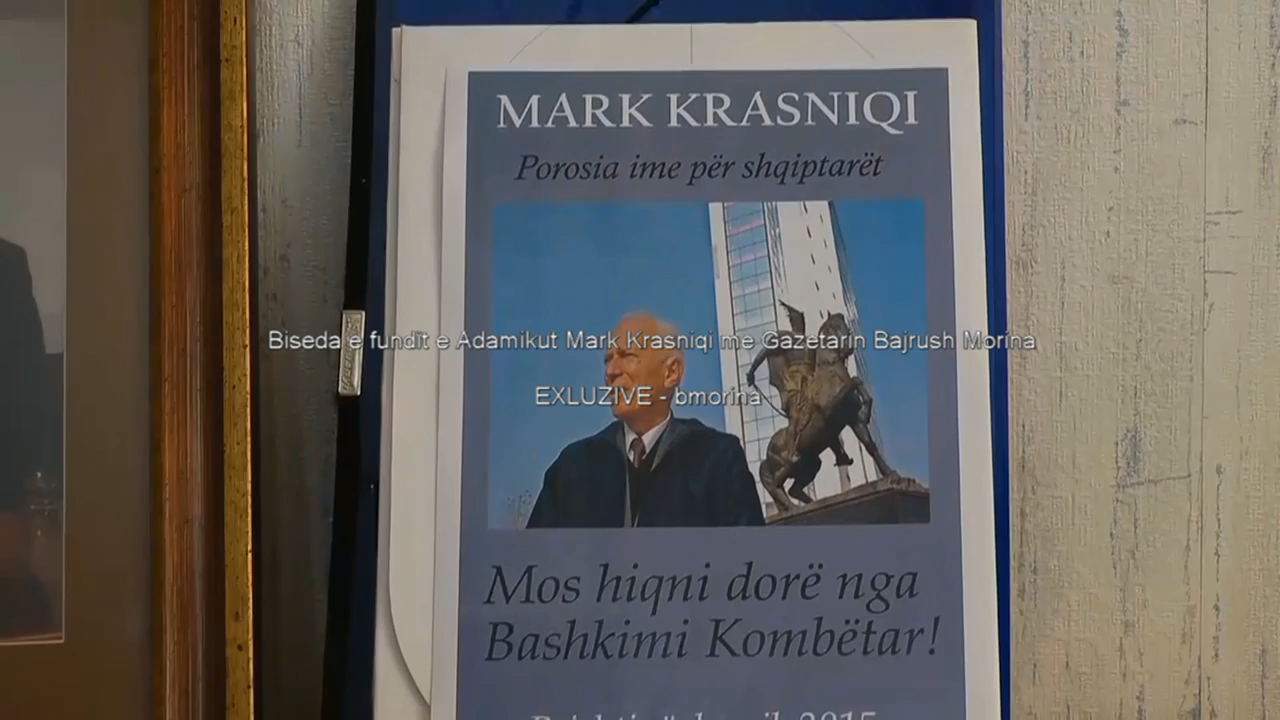 MARK KRASNIQI
Porosia ime për shqiptarët
Biseda e fundit e Adamikut Mark Krasniqi me Gazetarin Bajrush Morina
EXLUZIVE - bmorina
Mos hiqni dorë nga
Bashkimi Kombëtar!
2015